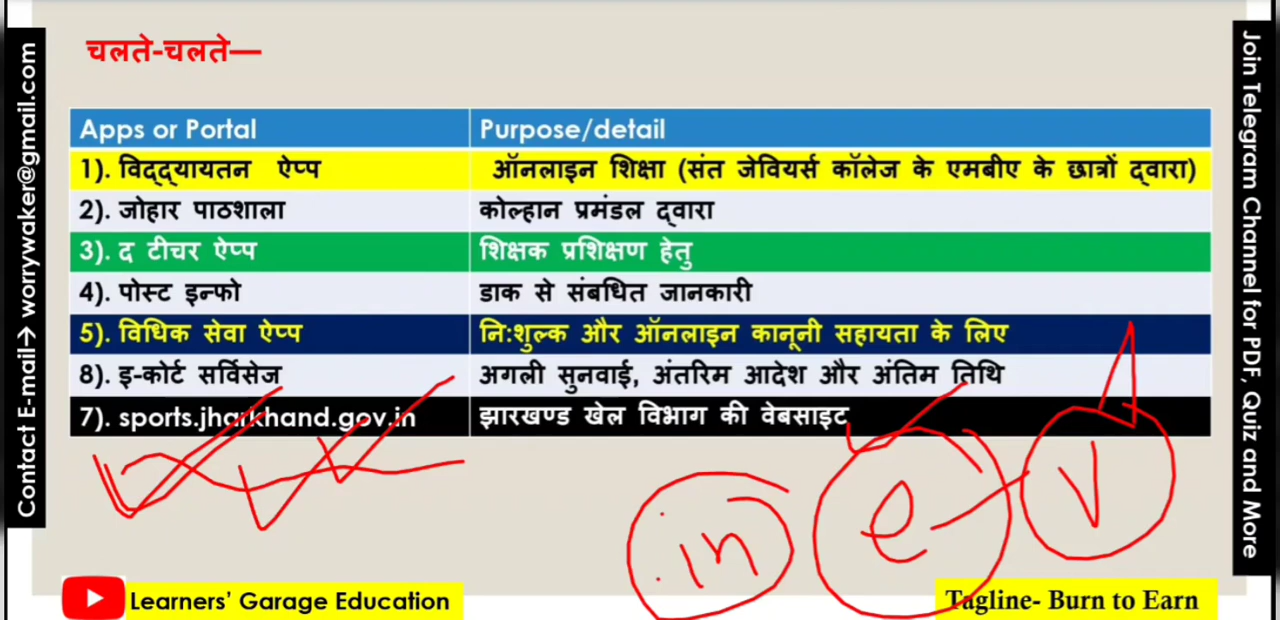 चलते-चलते—
Apps or Portal Purpose/detail
1). विद्द्यायतन ऐप्प ऑनलाइन शिक्षा (संत जेवियर्स कॉलेज के एमबीए के छात्रों द्वारा)
2). जोहार पाठशाला कोल्हान प्रमंडल द्वारा
3). द टीचर ऐप्प शिक्षक प्रशिक्षण हेतु
4). पोस्ट इन्फो डाक से संबधित जानकारी
5). विधिक सेवा ऐप्प नि:शुल्क और ऑनलाइन कानूनी सहायता के लिए
8). इ-कोर्ट सर्विसेज अगली सुनवाई, अंतरिम आदेश और अंतिम तिथि
7). sports.jharkhand.gov.in झारखण्ड खेल विभाग की वेबसाइट
in e v
Learners' Garage Education
Tagline- Burn to Earn
Contact E-mail→ worrywaker@gmail.com
Join Telegram Channel for PDF, Quiz and More